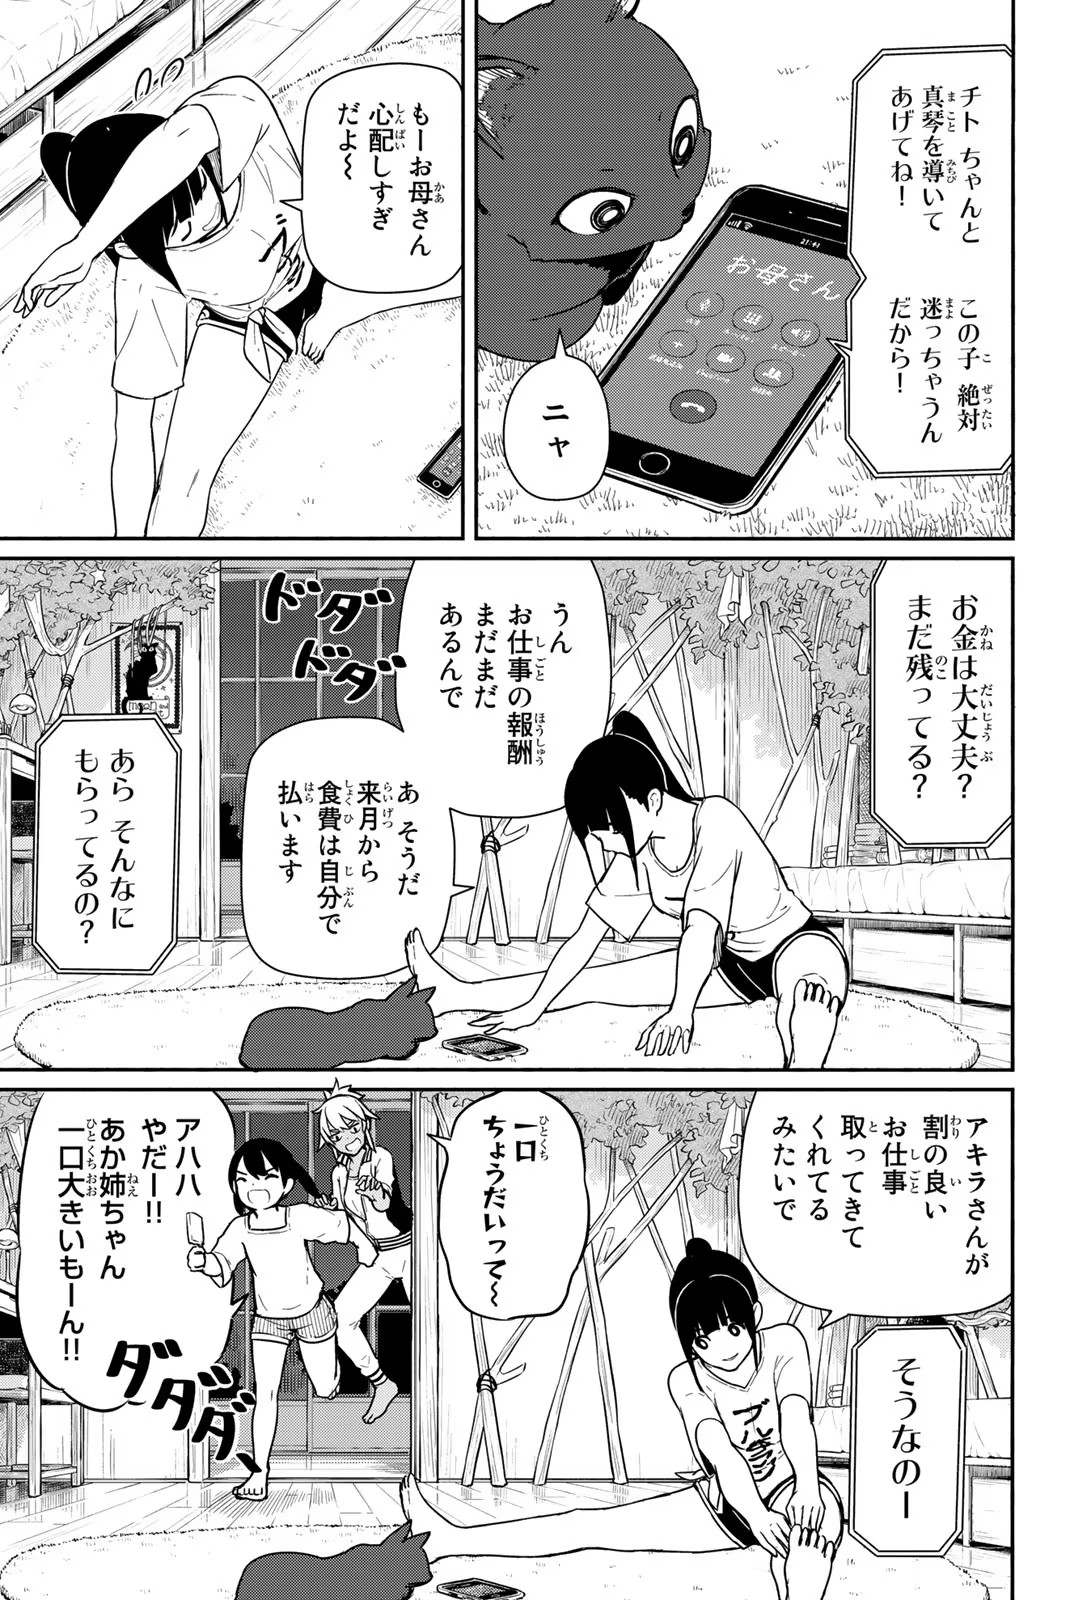 チト ちゃんと
真琴を導いて
あげてね！
この子 絶対
迷っちゃうん
だから！
21:41
お母さん
ニャ
もーお母さん
心配しすぎ
だよ〜
お金は大丈夫？
まだ残ってる？
うん
お仕事の報酬
まだまだ
あるんで
あ そうだ
来月から
食費は自分で
払います
ドダ
ドダ
moon and
あら そんなに
もらってるの？
アキラさんが
割の良い
お仕事
取ってきて
くれてる
みたいで
そうなのー
一口
ちょうだいって〜
アハハ
やだー!!
あか姉ちゃん
一口大きいもーん!!
ダダダダ